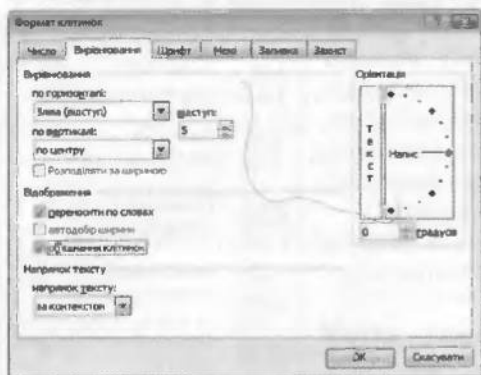 Формат клітинок
Число Вирівнювання Шрифт Межі Заливка Захист
Вирівнювання
по горизонталі:
Зліва (відступ)
відступ:
5
по вертикалі:
по центру
Розподіляти за шириною
Відображення
переносити по словах
автодобір ширини
об'єднання клітинок
Напрямок тексту
напрямок тексту:
за контекстом
Орієнтація
Текст
Напис
0 градусів
ОК Скасувати